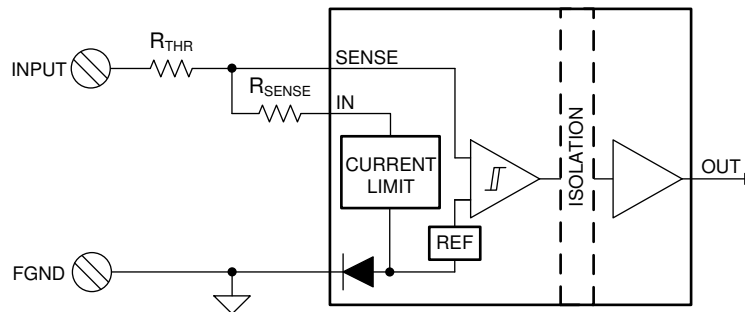 R_THR
INPUT
SENSE
R_SENSE
IN
CURRENT
LIMIT
ISOLATION
OUT
REF
FGND